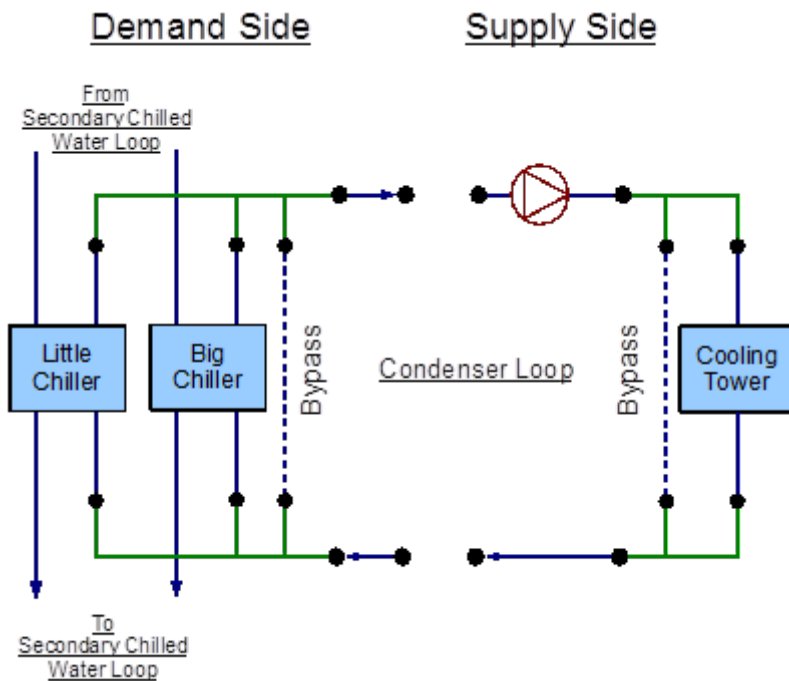 Demand Side
Supply Side
From
Secondary Chilled
Water Loop
Little
Chiller
Big
Chiller
Bypass
Condenser Loop
Bypass
Cooling
Tower
To
Secondary Chilled
Water Loop